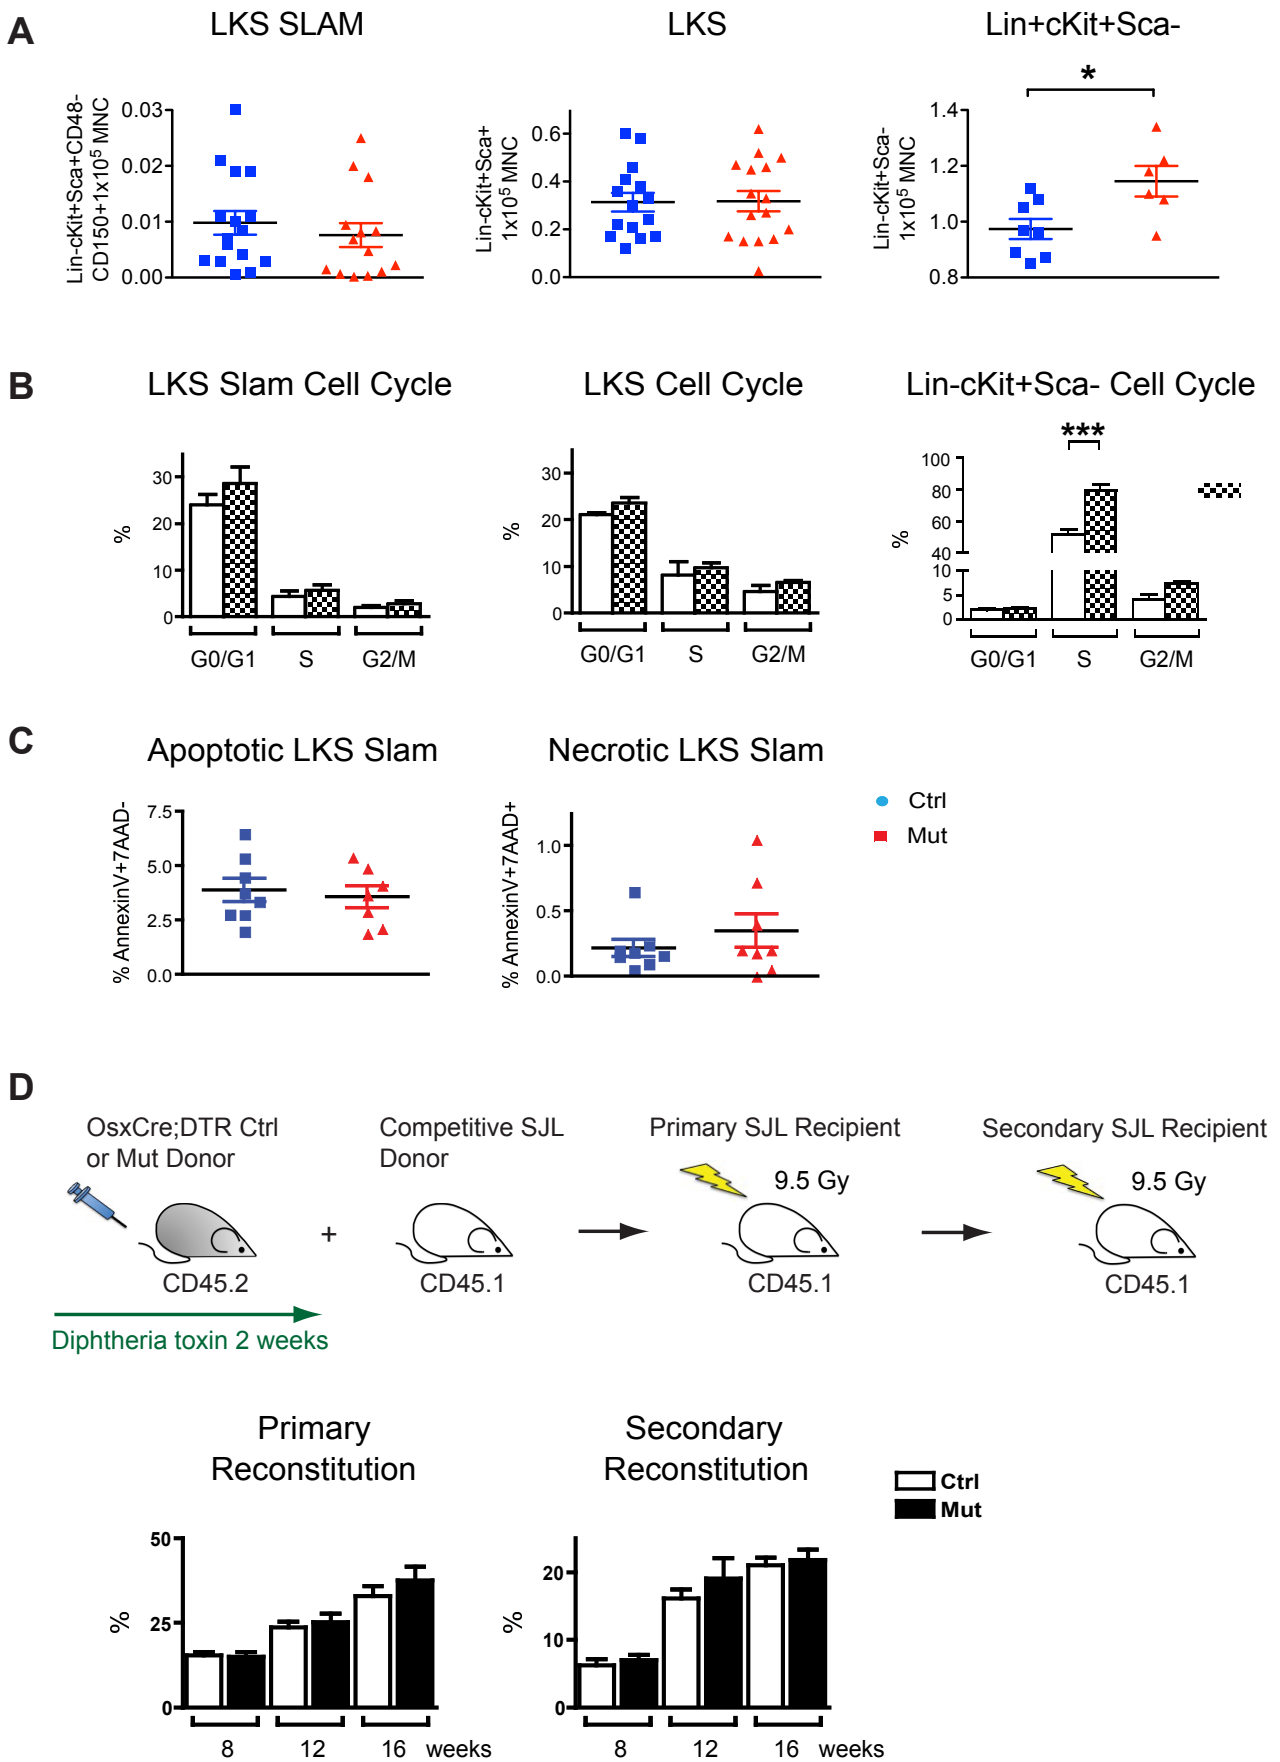 A
LKS SLAM
LKS
Lin+cKit+Sca-
Lin-cKit+Sca+CD48-
CD150+1x10⁵ MNC
0.03
0.02
0.01
0.00
Lin-cKit+Sca+
1x10⁵ MNC
0.6
0.4
0.2
0.0
*
Lin-cKit+Sca-
1x10⁵ MNC
1.4
1.2
1.0
0.8
B
LKS Slam Cell Cycle
LKS Cell Cycle
Lin-cKit+Sca- Cell Cycle
%
30
20
10
0
G0/G1 S G2/M
%
20
10
0
G0/G1 S G2/M
***
%
100
80
60
40
10
5
0
G0/G1 S G2/M
C
Apoptotic LKS Slam
Necrotic LKS Slam
% AnnexinV+7AAD-
7.5
5.0
2.5
0.0
% AnnexinV+7AAD+
1.0
0.5
0.0
Ctrl
Mut
D
OsxCre;DTR Ctrl
or Mut Donor
Competitive SJL
Donor
Primary SJL Recipient
Secondary SJL Recipient
9.5 Gy
9.5 Gy
+
CD45.2
CD45.1
CD45.1
CD45.1
Diphtheria toxin 2 weeks
Primary
Reconstitution
Secondary
Reconstitution
Ctrl
Mut
%
50
25
0
8 12 16 weeks
%
20
10
0
8 12 16 weeks